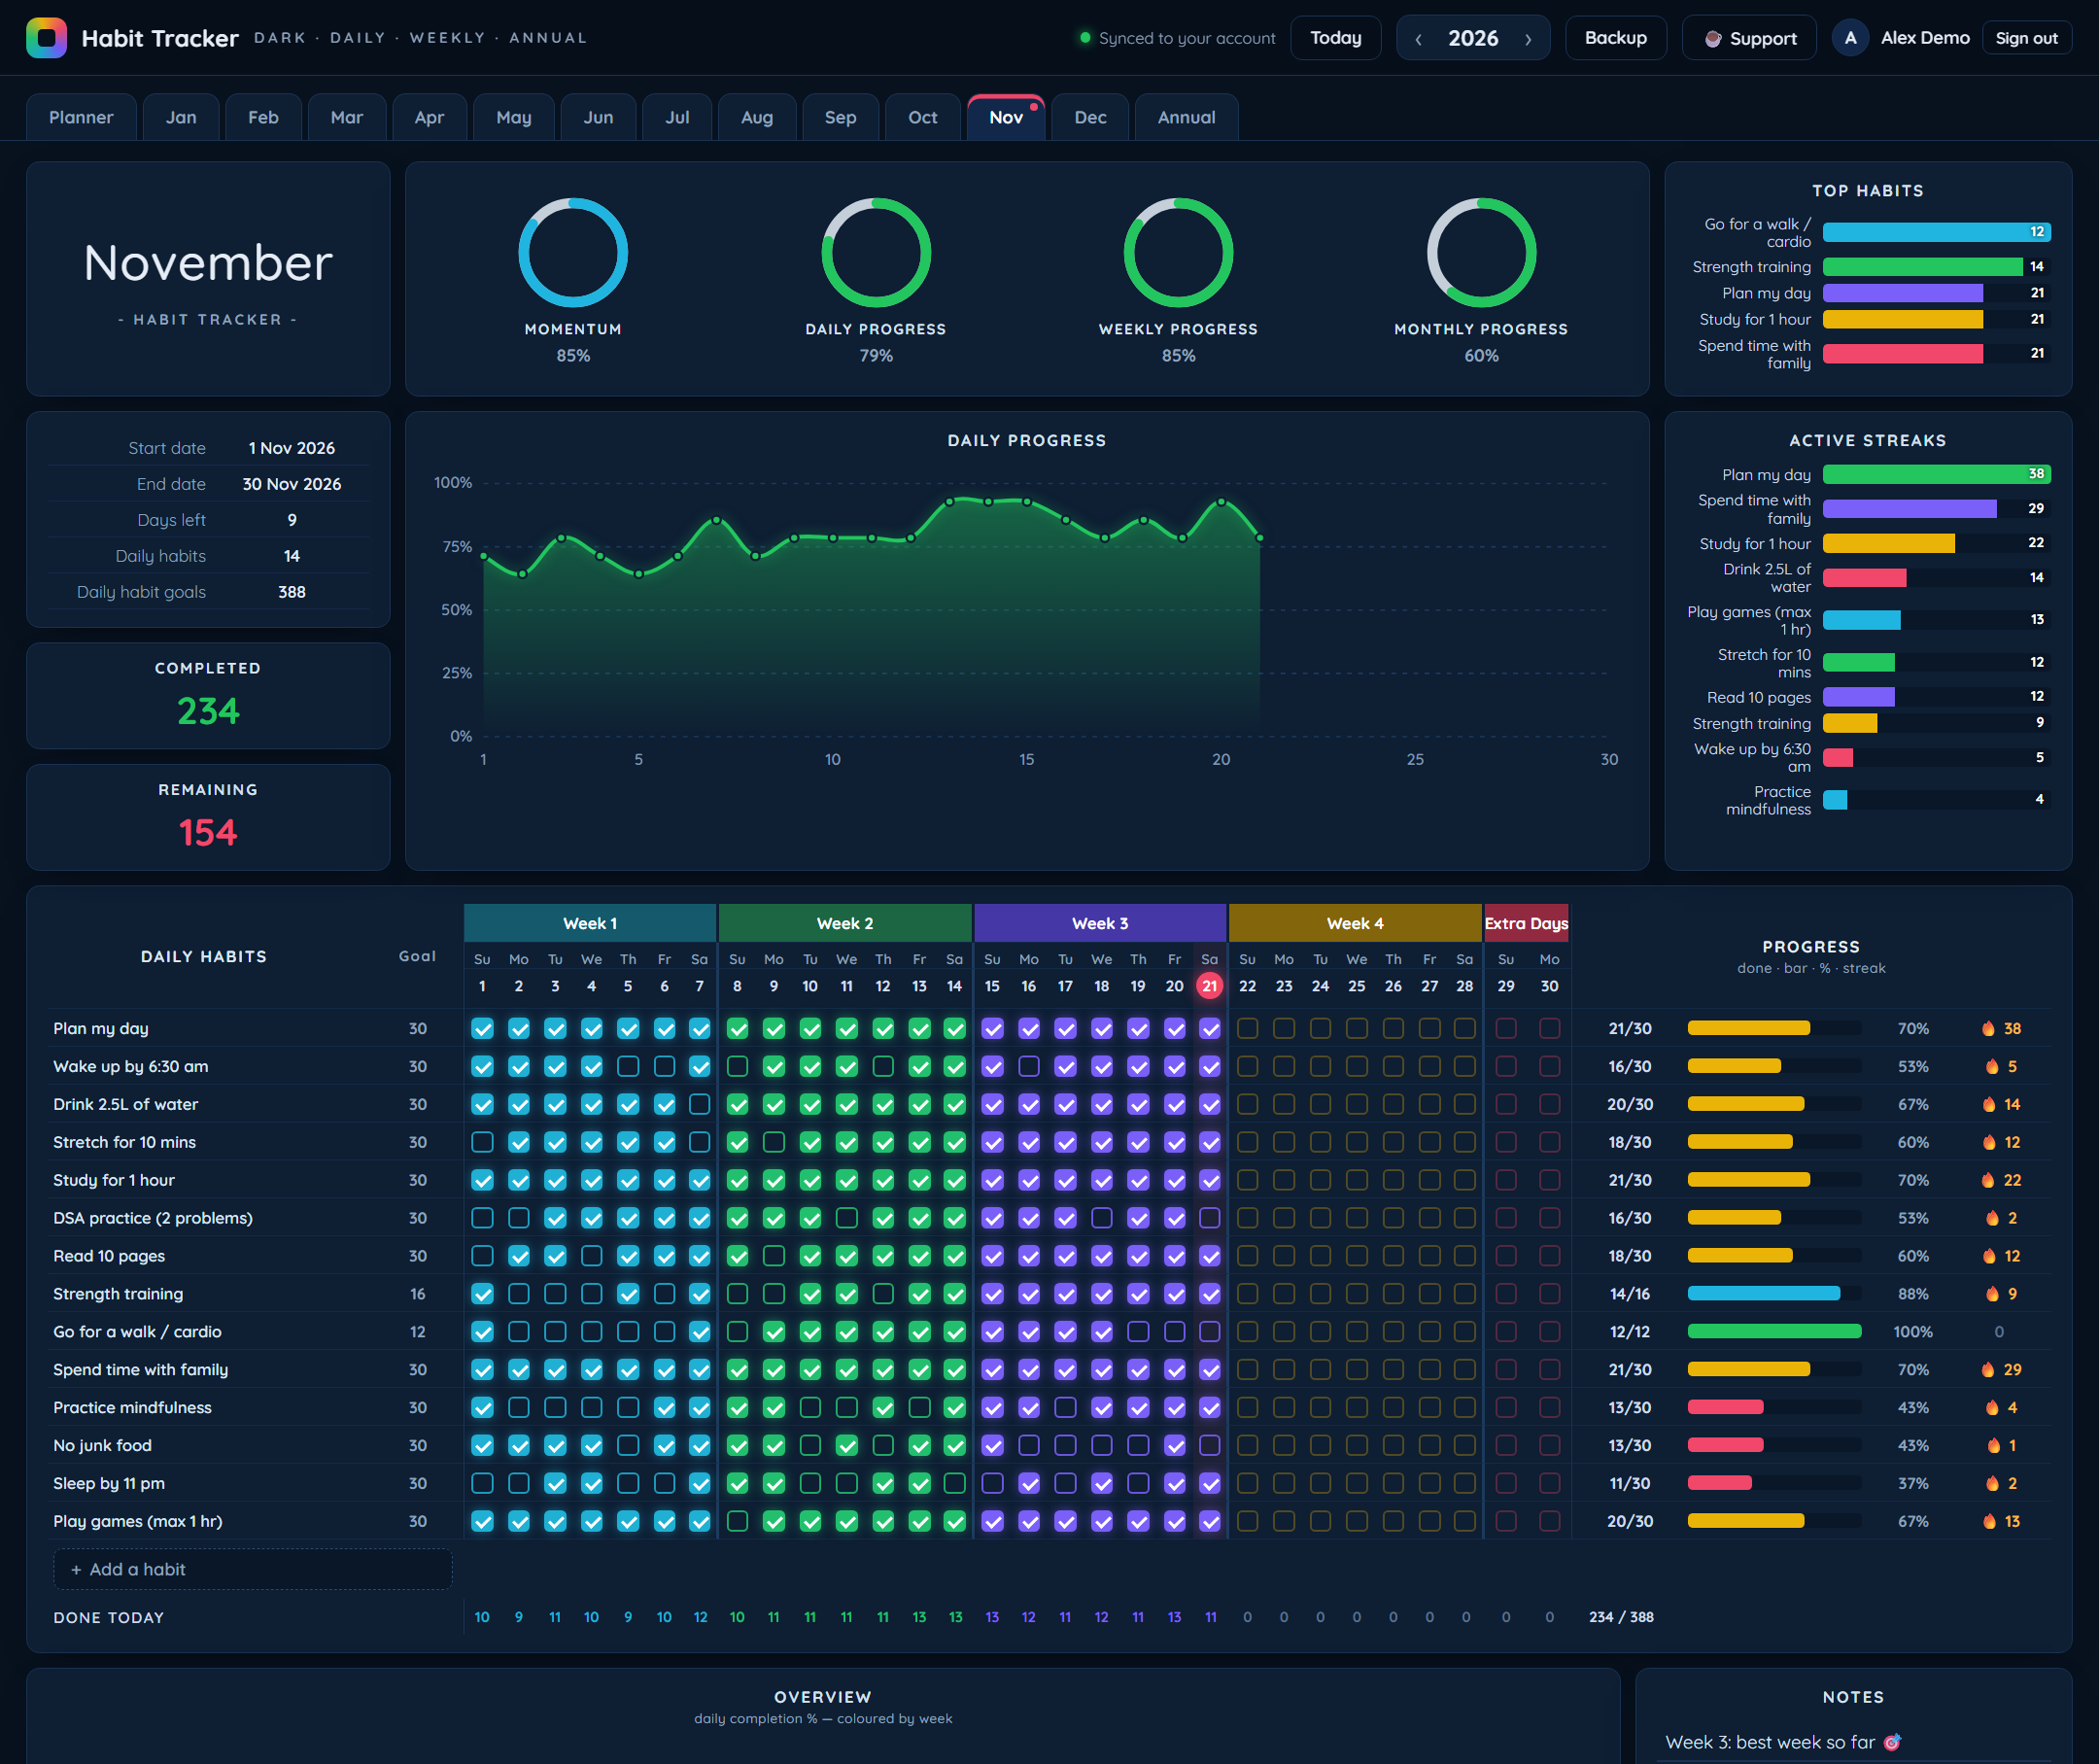 Habit Tracker DARK · DAILY · WEEKLY · ANNUAL
Synced to your account Today ‹ 2026 › Backup Support A Alex Demo Sign out
Planner Jan Feb Mar Apr May Jun Jul Aug Sep Oct Nov Dec Annual
November
- HABIT TRACKER -
MOMENTUM
85%
DAILY PROGRESS
79%
WEEKLY PROGRESS
85%
MONTHLY PROGRESS
60%
TOP HABITS
Go for a walk /
cardio 12
Strength training 14
Plan my day 21
Study for 1 hour 21
Spend time with
family 21
Start date 1 Nov 2026
End date 30 Nov 2026
Days left 9
Daily habits 14
Daily habit goals 388
COMPLETED
234
REMAINING
154
DAILY PROGRESS
100%
75%
50%
25%
0%
1 5 10 15 20 25 30
ACTIVE STREAKS
Plan my day 38
Spend time with
family 29
Study for 1 hour 22
Drink 2.5L of
water 14
Play games (max
1 hr) 13
Stretch for 10
mins 12
Read 10 pages 12
Strength training 9
Wake up by 6:30
am 5
Practice
mindfulness 4
DAILY HABITS Goal
Week 1 Week 2 Week 3 Week 4 Extra Days
Su Mo Tu We Th Fr Sa Su Mo Tu We Th Fr Sa Su Mo Tu We Th Fr Sa Su Mo Tu We Th Fr Sa Su Mo
1 2 3 4 5 6 7 8 9 10 11 12 13 14 15 16 17 18 19 20 21 22 23 24 25 26 27 28 29 30
PROGRESS
done · bar · % · streak
Plan my day 30 21/30 70% 38
Wake up by 6:30 am 30 16/30 53% 5
Drink 2.5L of water 30 20/30 67% 14
Stretch for 10 mins 30 18/30 60% 12
Study for 1 hour 30 21/30 70% 22
DSA practice (2 problems) 30 16/30 53% 2
Read 10 pages 30 18/30 60% 12
Strength training 16 14/16 88% 9
Go for a walk / cardio 12 12/12 100% 0
Spend time with family 30 21/30 70% 29
Practice mindfulness 30 13/30 43% 4
No junk food 30 13/30 43% 1
Sleep by 11 pm 30 11/30 37% 2
Play games (max 1 hr) 30 20/30 67% 13
+ Add a habit
DONE TODAY 10 9 11 10 9 10 12 10 11 11 11 11 13 13 13 12 11 12 11 13 11 0 0 0 0 0 0 0 0 0 234 / 388
OVERVIEW
daily completion % — coloured by week
NOTES
Week 3: best week so far 🎯